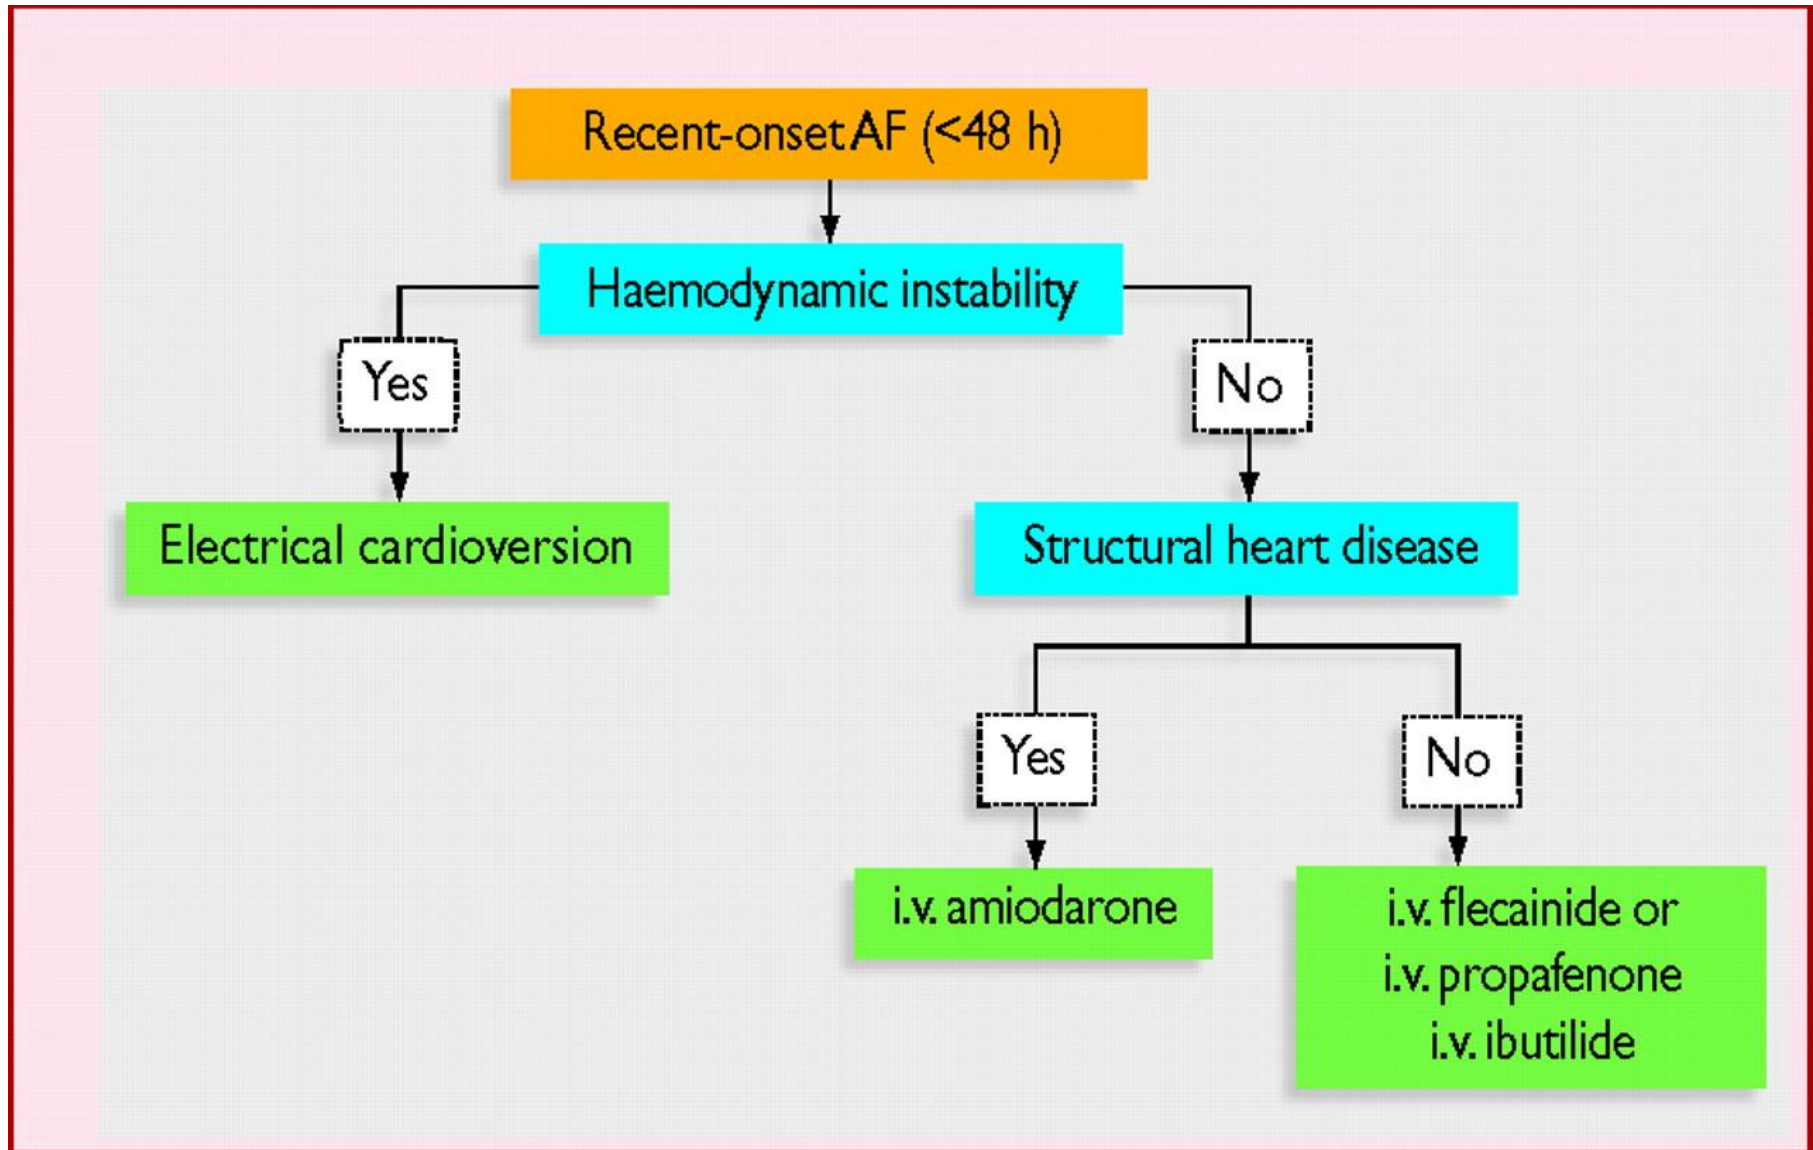 Recent-onset AF (<48 h)
Haemodynamic instability
Yes
No
Electrical cardioversion
Structural heart disease
Yes
No
i.v. amiodarone
i.v. flecainide or
i.v. propafenone
i.v. ibutilide